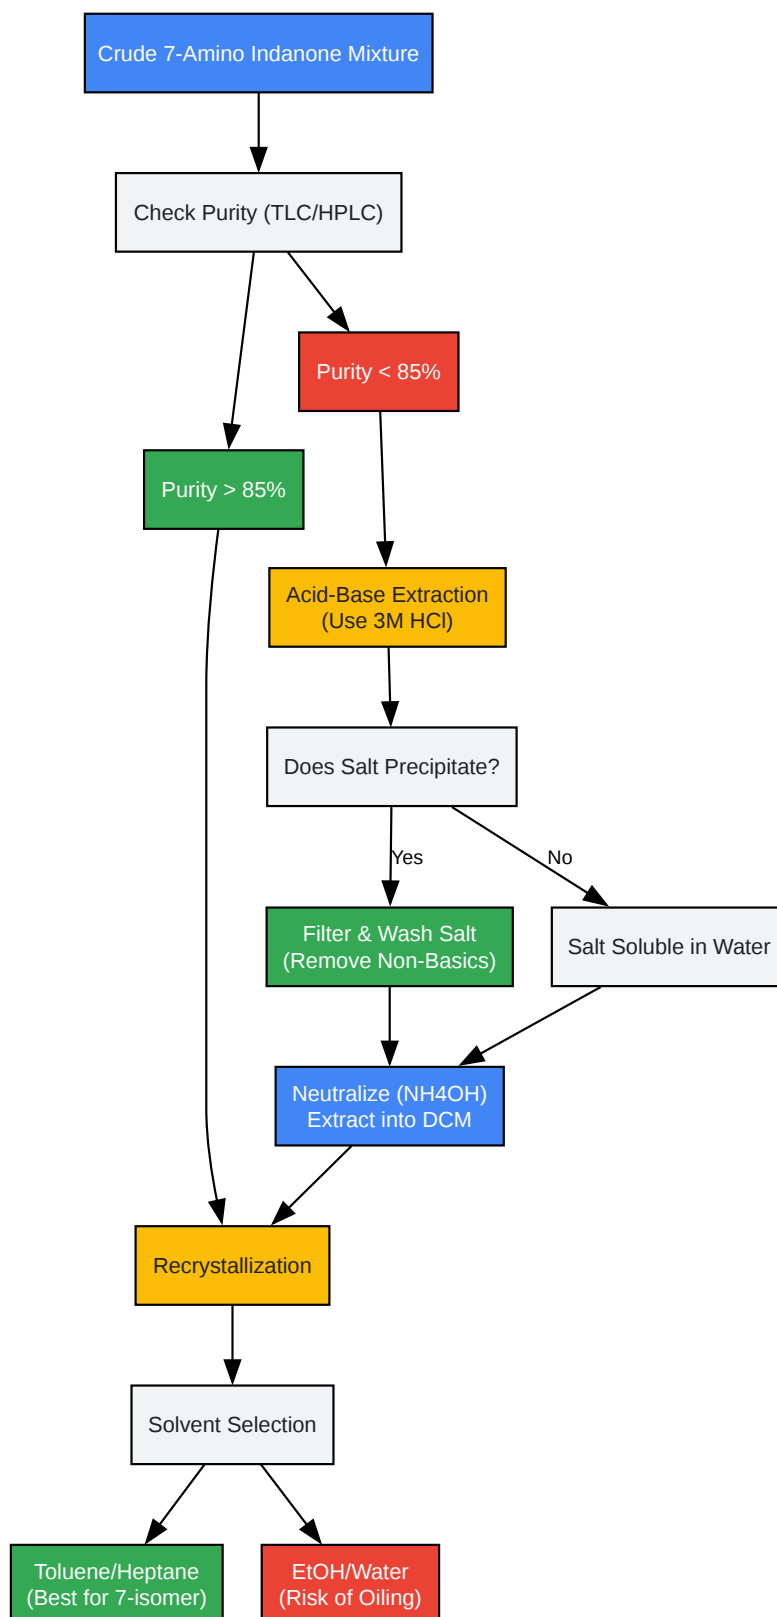 Crude 7-Amino Indanone Mixture
Check Purity (TLC/HPLC)
Purity < 85%
Purity > 85%
Acid-Base Extraction
(Use 3M HCl)
Does Salt Precipitate?
Yes
No
Filter & Wash Salt
(Remove Non-Basics)
Salt Soluble in Water
Neutralize (NH4OH)
Extract into DCM
Recrystallization
Solvent Selection
Toluene/Heptane
(Best for 7-isomer)
EtOH/Water
(Risk of Oiling)